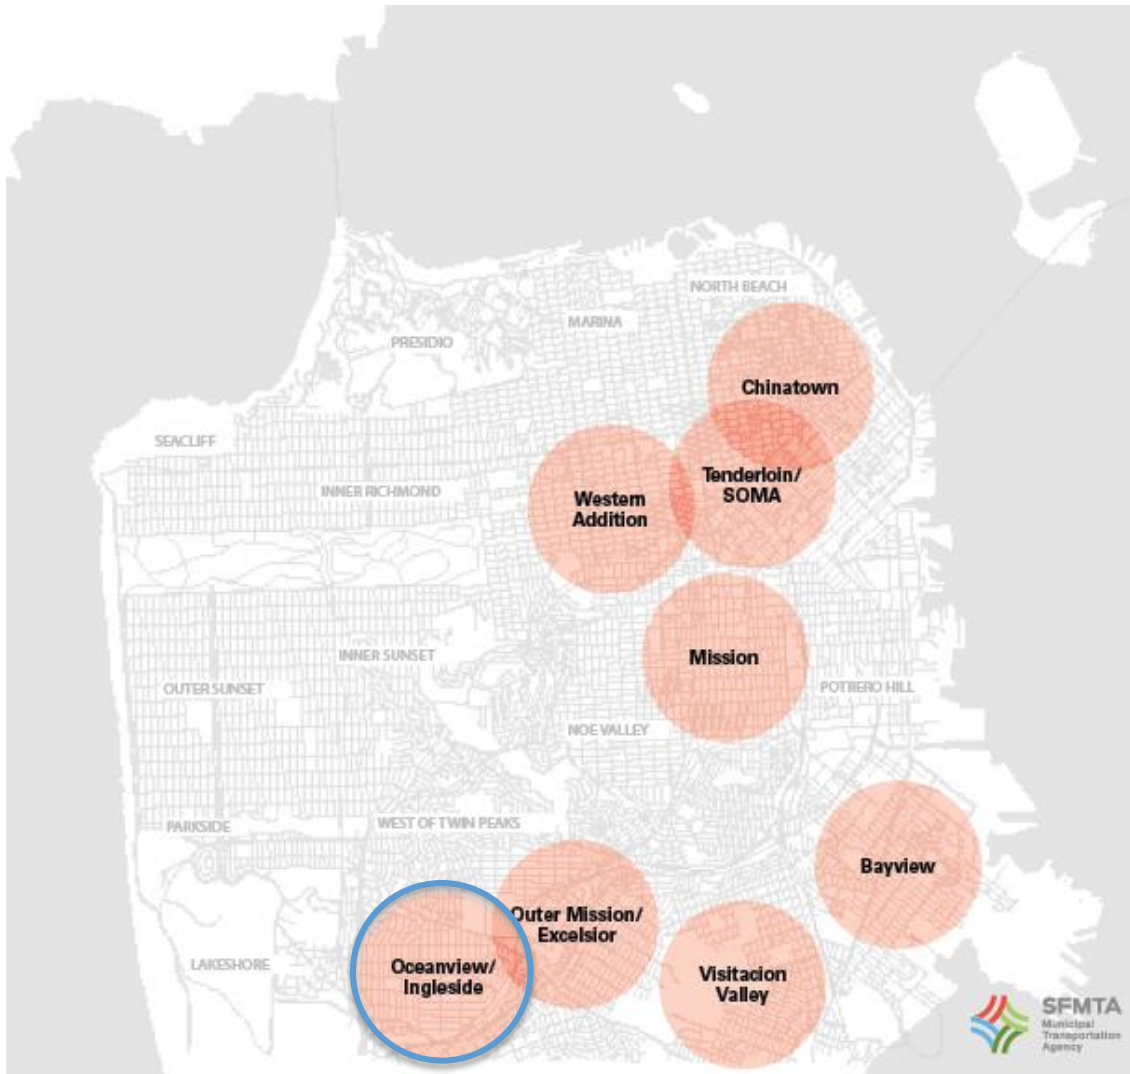 NORTH BEACH
MARINA
PRESIDIO
Chinatown
SEACLIFF
Tenderloin/
SOMA
INNER RICHMOND
Western
Addition
INNER SUNSET
Mission
OUTER SUNSET
POTRERO HILL
NOE VALLEY
PARKSIDE
WEST OF TWIN PEAKS
Bayview
Outer Mission/
Excelsior
LAKESHORE
Oceanview/
Ingleside
Visitacion
Valley
SFMTA
Municipal
Transportation
Agency